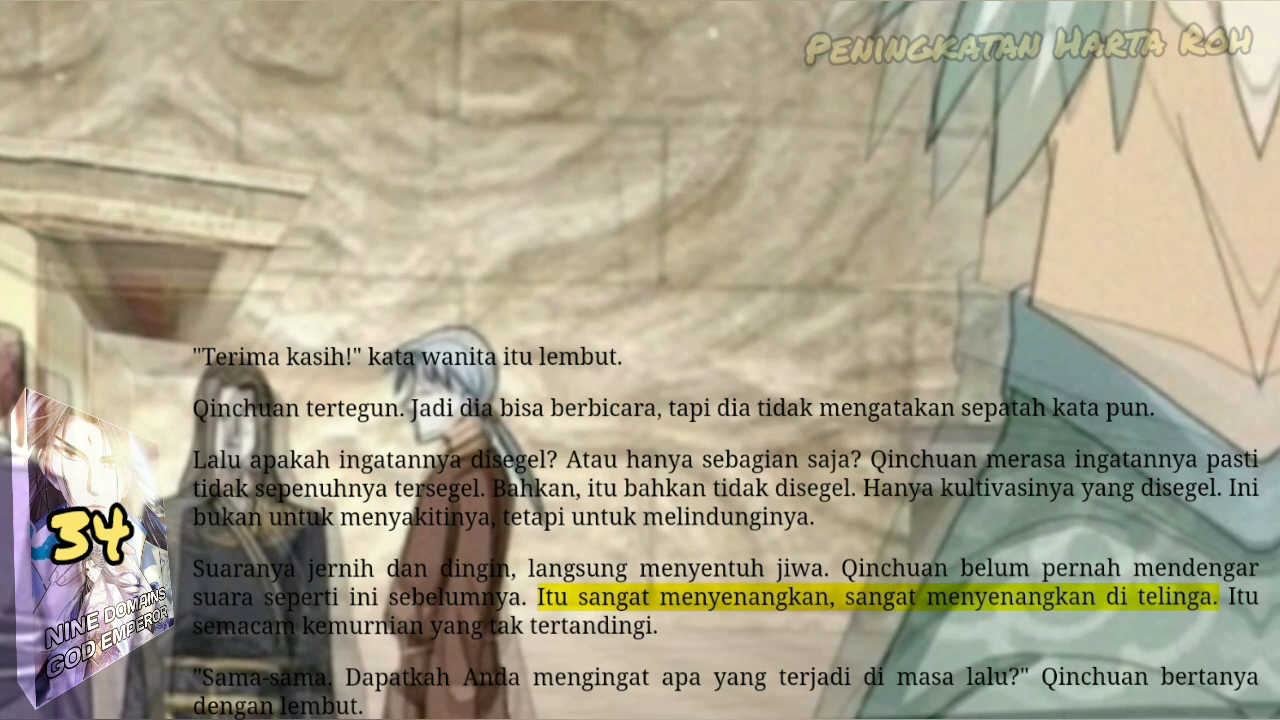 Peningkatan Harta Roh
"Terima kasih!" kata wanita itu lembut.
Qinchuan tertegun. Jadi dia bisa berbicara, tapi dia tidak mengatakan sepatah kata pun.
Lalu apakah ingatannya disegel? Atau hanya sebagian saja? Qinchuan merasa ingatannya pasti
tidak sepenuhnya tersegel. Bahkan, itu bahkan tidak disegel. Hanya kultivasinya yang disegel. Ini
bukan untuk menyakitinya, tetapi untuk melindunginya.
Suaranya jernih dan dingin, langsung menyentuh jiwa. Qinchuan belum pernah mendengar
suara seperti ini sebelumnya. Itu sangat menyenangkan, sangat menyenangkan di telinga. Itu
semacam kemurnian yang tak tertandingi.
"Sama-sama. Dapatkah Anda mengingat apa yang terjadi di masa lalu?" Qinchuan bertanya
dengan lembut.
34
NINE DOMAINS
GOD EMPEROR